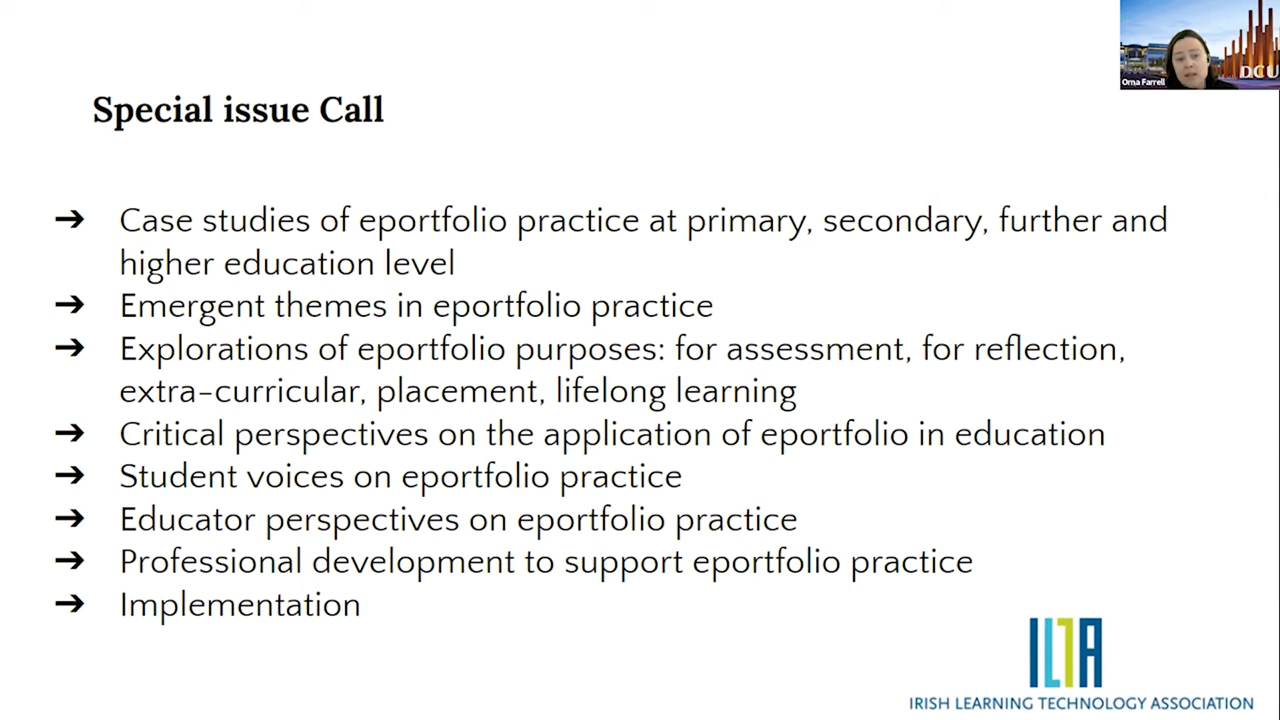 Orna Farrell
DCU
Special issue Call
➔ Case studies of eportfolio practice at primary, secondary, further and
higher education level
➔ Emergent themes in eportfolio practice
➔ Explorations of eportfolio purposes: for assessment, for reflection,
extra-curricular, placement, lifelong learning
➔ Critical perspectives on the application of eportfolio in education
➔ Student voices on eportfolio practice
➔ Educator perspectives on eportfolio practice
➔ Professional development to support eportfolio practice
➔ Implementation
ILTA
IRISH LEARNING TECHNOLOGY ASSOCIATION